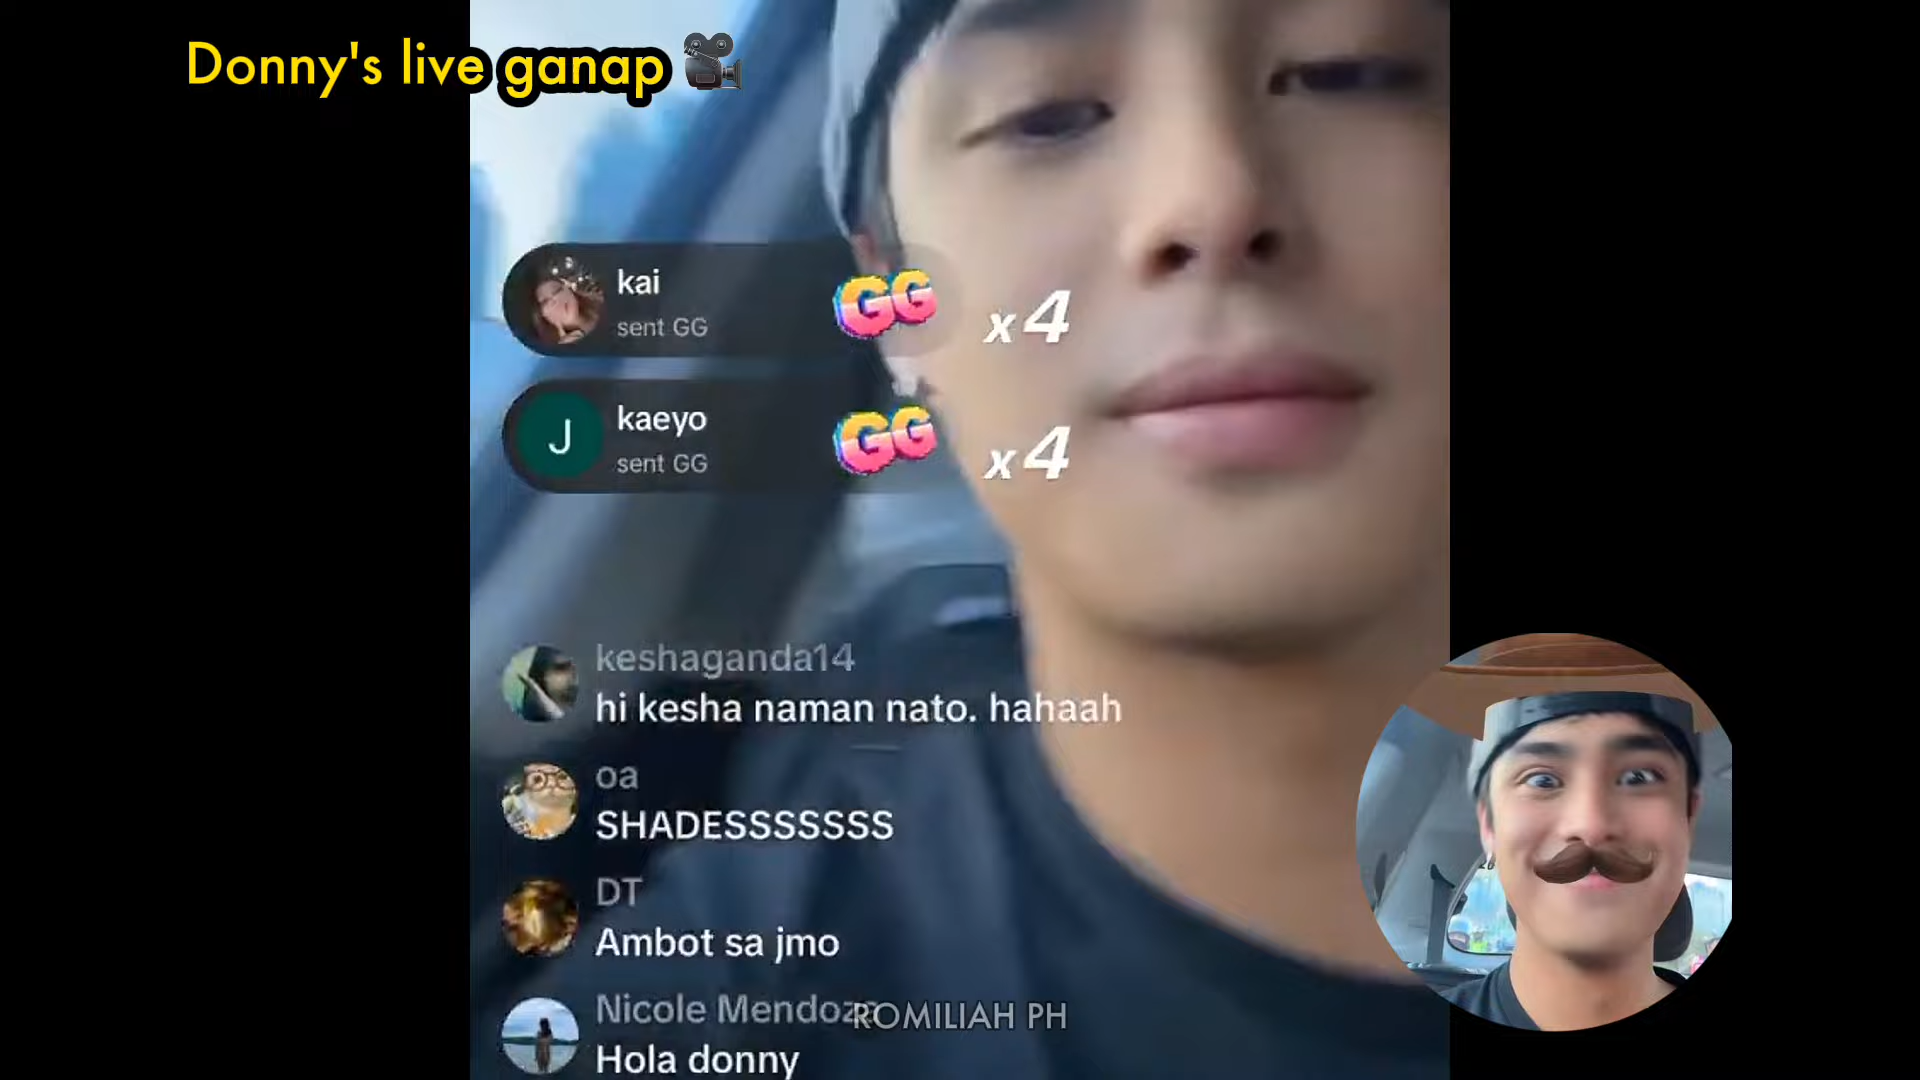 Donny's live ganap
kai
sent GG
GG
x4
J
kaeyo
sent GG
GG
x4
keshaganda14
hi kesha naman nato. hahaah
oa
SHADESSSSSSS
DT
Ambot sa jmo
Nicole Mendoza
ROMILIAH PH
Hola donny